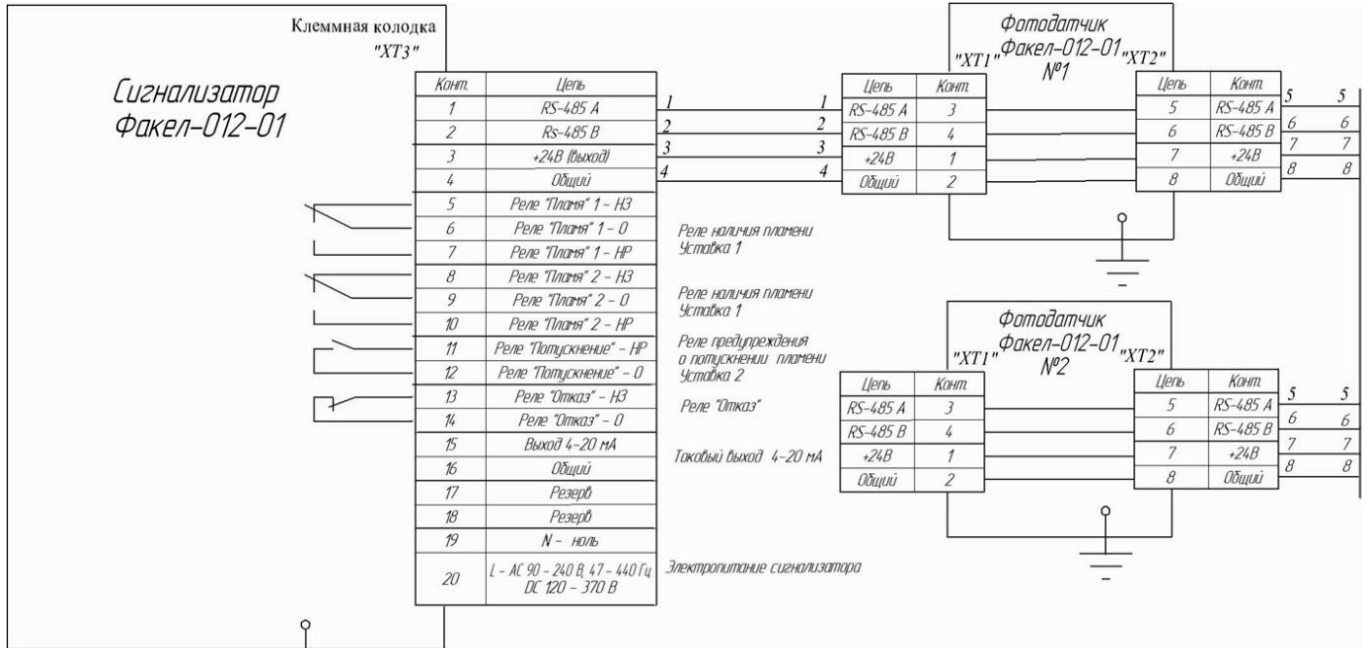 Клеммная колодка
"ХТ3"
Сигнализатор
Факел-012-01
Конт. Цепь
1 RS-485 A
2 Rs-485 B
3 +24В (выход)
4 Общий
5 Реле "Пламя" 1 - НЗ
6 Реле "Пламя" 1 - О
7 Реле "Пламя" 1 - НР
8 Реле "Пламя" 2 - НЗ
9 Реле "Пламя" 2 - О
10 Реле "Пламя" 2 - НР
11 Реле "Потускнение" - НР
12 Реле "Потускнение" - О
13 Реле "Отказ" - НЗ
14 Реле "Отказ" - О
15 Выход 4-20 мА
16 Общий
17 Резерв
18 Резерв
19 N - ноль
20 L - AC 90 - 240 В, 47 - 440 Гц
DC 120 - 370 В
1 1
2 2
3 3
4 4
Реле наличия пламени
Уставка 1
Реле наличия пламени
Уставка 1
Реле предупреждения
о потускнении пламени
Уставка 2
Реле "Отказ"
Токовый выход 4-20 мА
Электропитание сигнализатора
Фотодатчик
Факел-012-01
№1
"ХТ1" "ХТ2"
Цепь Конт.
RS-485 A 3
RS-485 B 4
+24В 1
Общий 2
Цепь
5 RS-485 A
6 RS-485 B
7 +24В
8 Общий
5 5
6 6
7 7
8 8
Фотодатчик
Факел-012-01
№2
"ХТ1" "ХТ2"
Цепь Конт.
RS-485 A 3
RS-485 B 4
+24В 1
Общий 2
Цепь Конт.
5 RS-485 A
6 RS-485 B
7 +24В
8 Общий
5 5
6 6
7 7
8 8